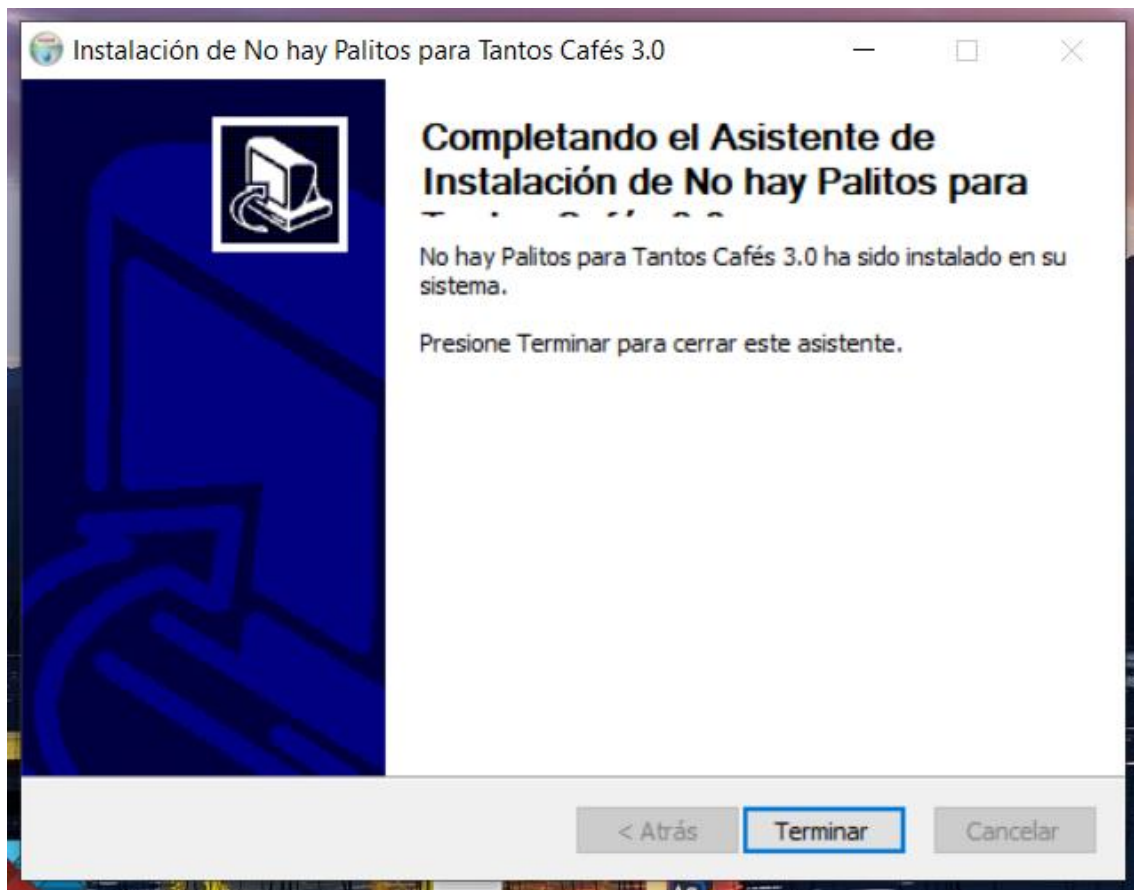 Instalación de No hay Palitos para Tantos Cafés 3.0
Completando el Asistente de
Instalación de No hay Palitos para
No hay Palitos para Tantos Cafés 3.0 ha sido instalado en su
sistema.
Presione Terminar para cerrar este asistente.
< Atrás
Terminar
Cancelar